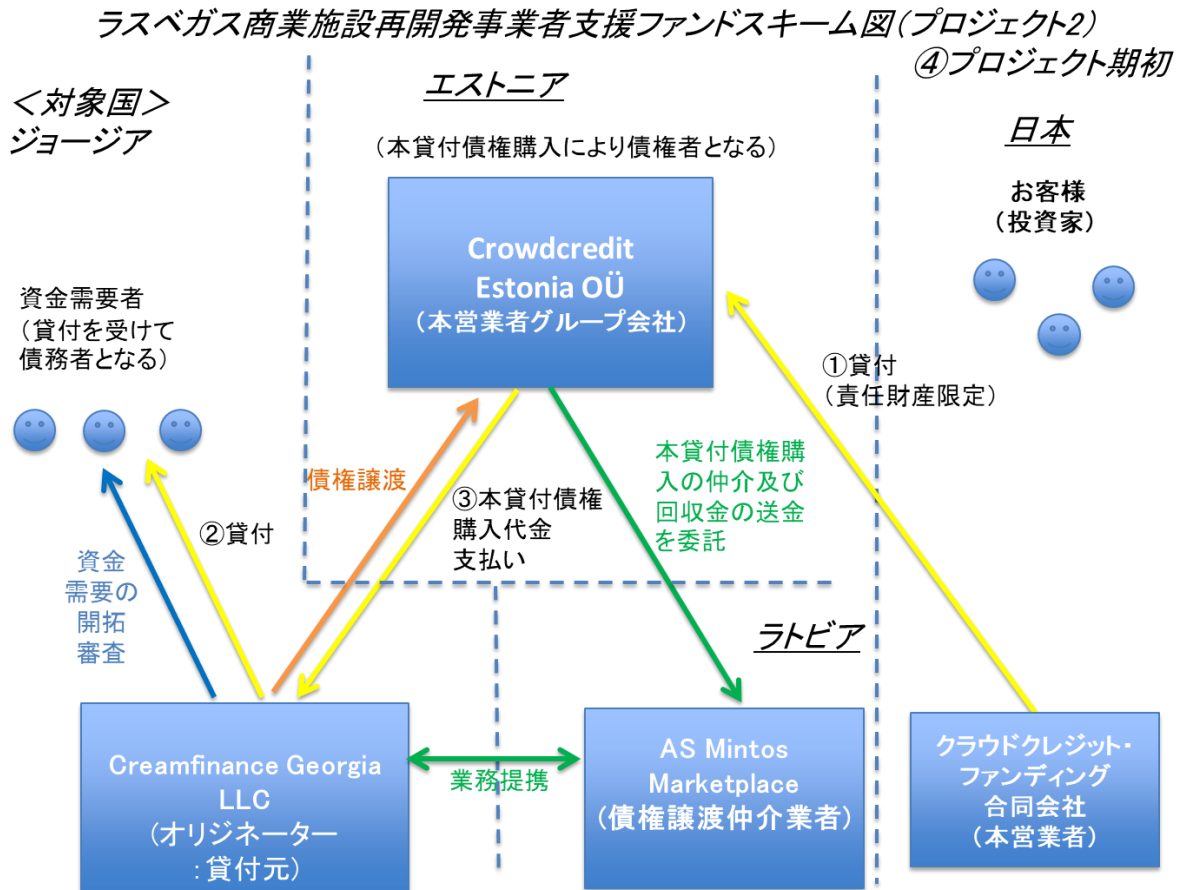 ラスベガス商業施設再開発事業者支援ファンドスキーム図(プロジェクト2)
④プロジェクト期初
<対象国>
ジョージア
エストニア
日本
(本貸付債権購入により債権者となる)
お客様
(投資家)
Crowdcredit
Estonia OÜ
(本営業者グループ会社)
資金需要者
(貸付を受けて
債務者となる)
①貸付
(責任財産限定)
債権譲渡
③本貸付債権
購入代金
支払い
本貸付債権購
入の仲介及び
回収金の送金
を委託
②貸付
資金
需要の
開拓
審査
ラトビア
Creamfinance Georgia
LLC
(オリジネーター
:貸付元)
業務提携
AS Mintos
Marketplace
(債権譲渡仲介業者)
クラウドクレジット・
ファンディング
合同会社
(本営業者)